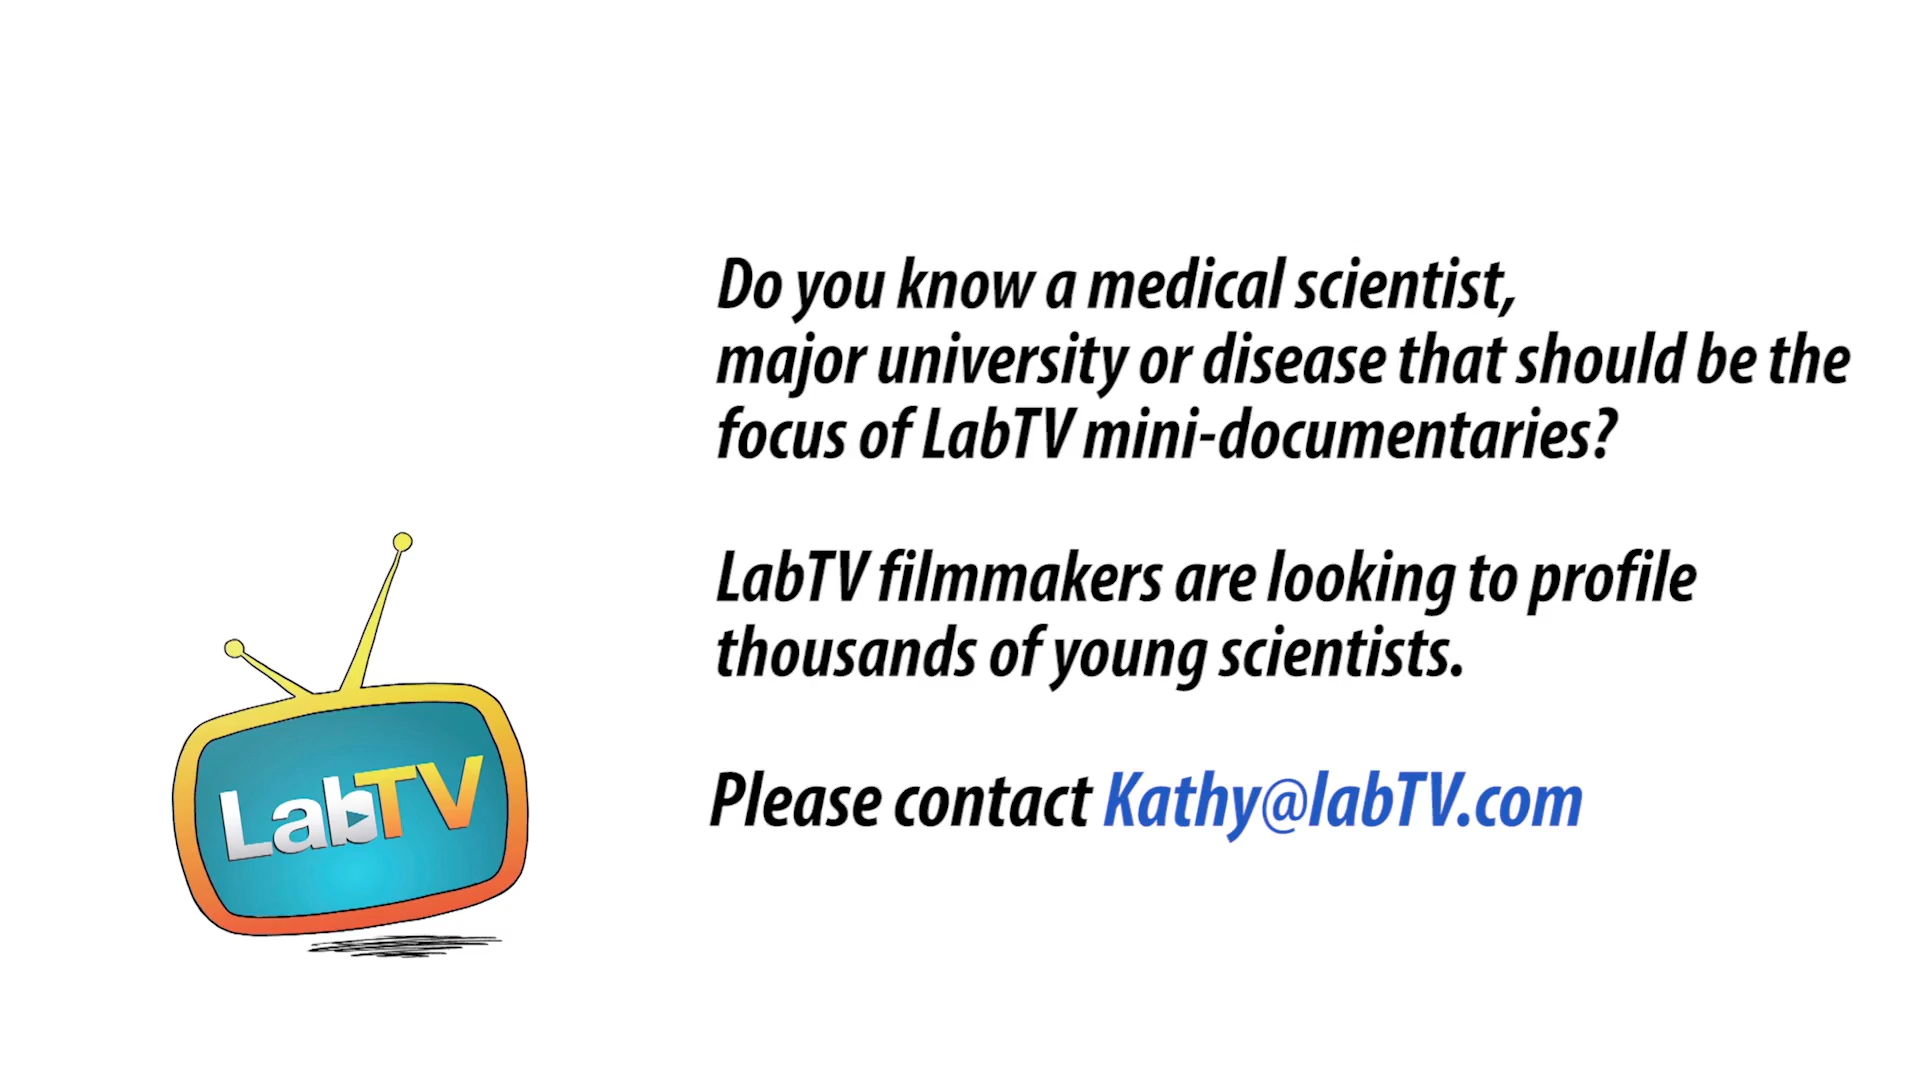 Do you know a medical scientist,
major university or disease that should be the
focus of LabTV mini-documentaries?
LabTV filmmakers are looking to profile
thousands of young scientists.
LabTV
Please contact Kathy@labTV.com